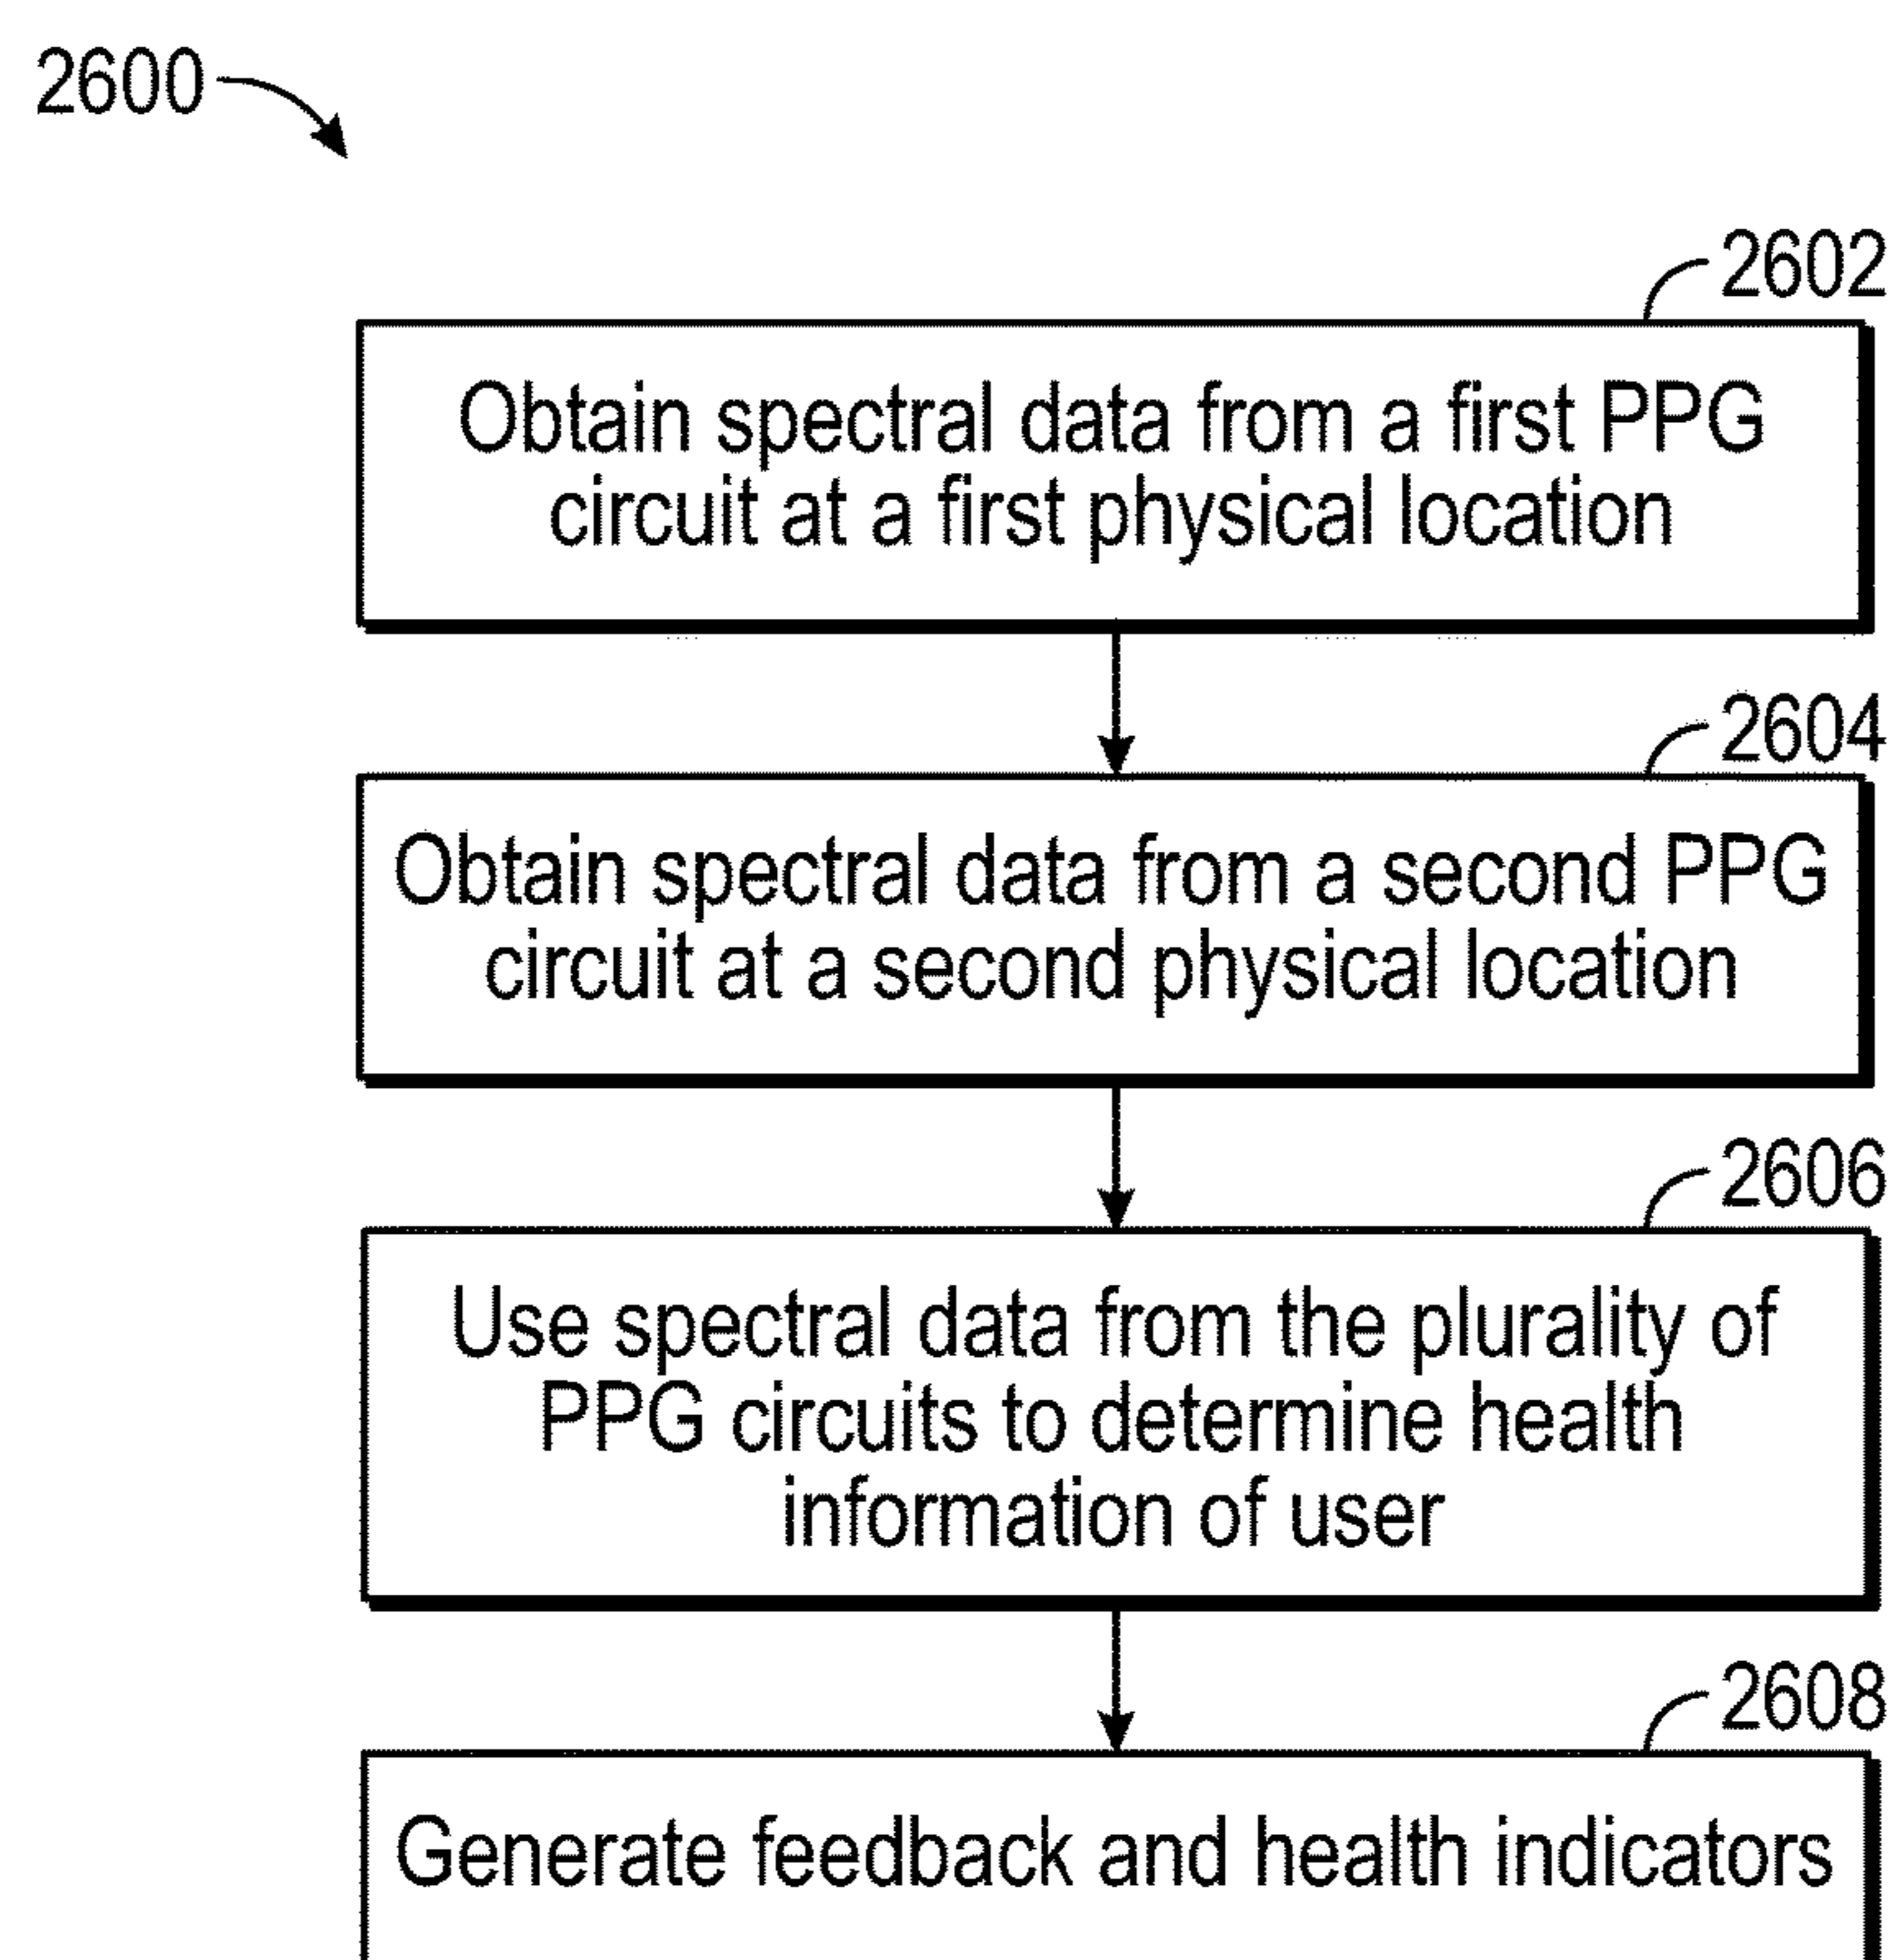 2600
2602
Obtain spectral data from a first PPG
circuit at a first physical location
2604
Obtain spectral data from a second PPG
circuit at a second physical location
2606
Use spectral data from the plurality of
PPG circuits to determine health
information of user
2608
Generate feedback and health indicators